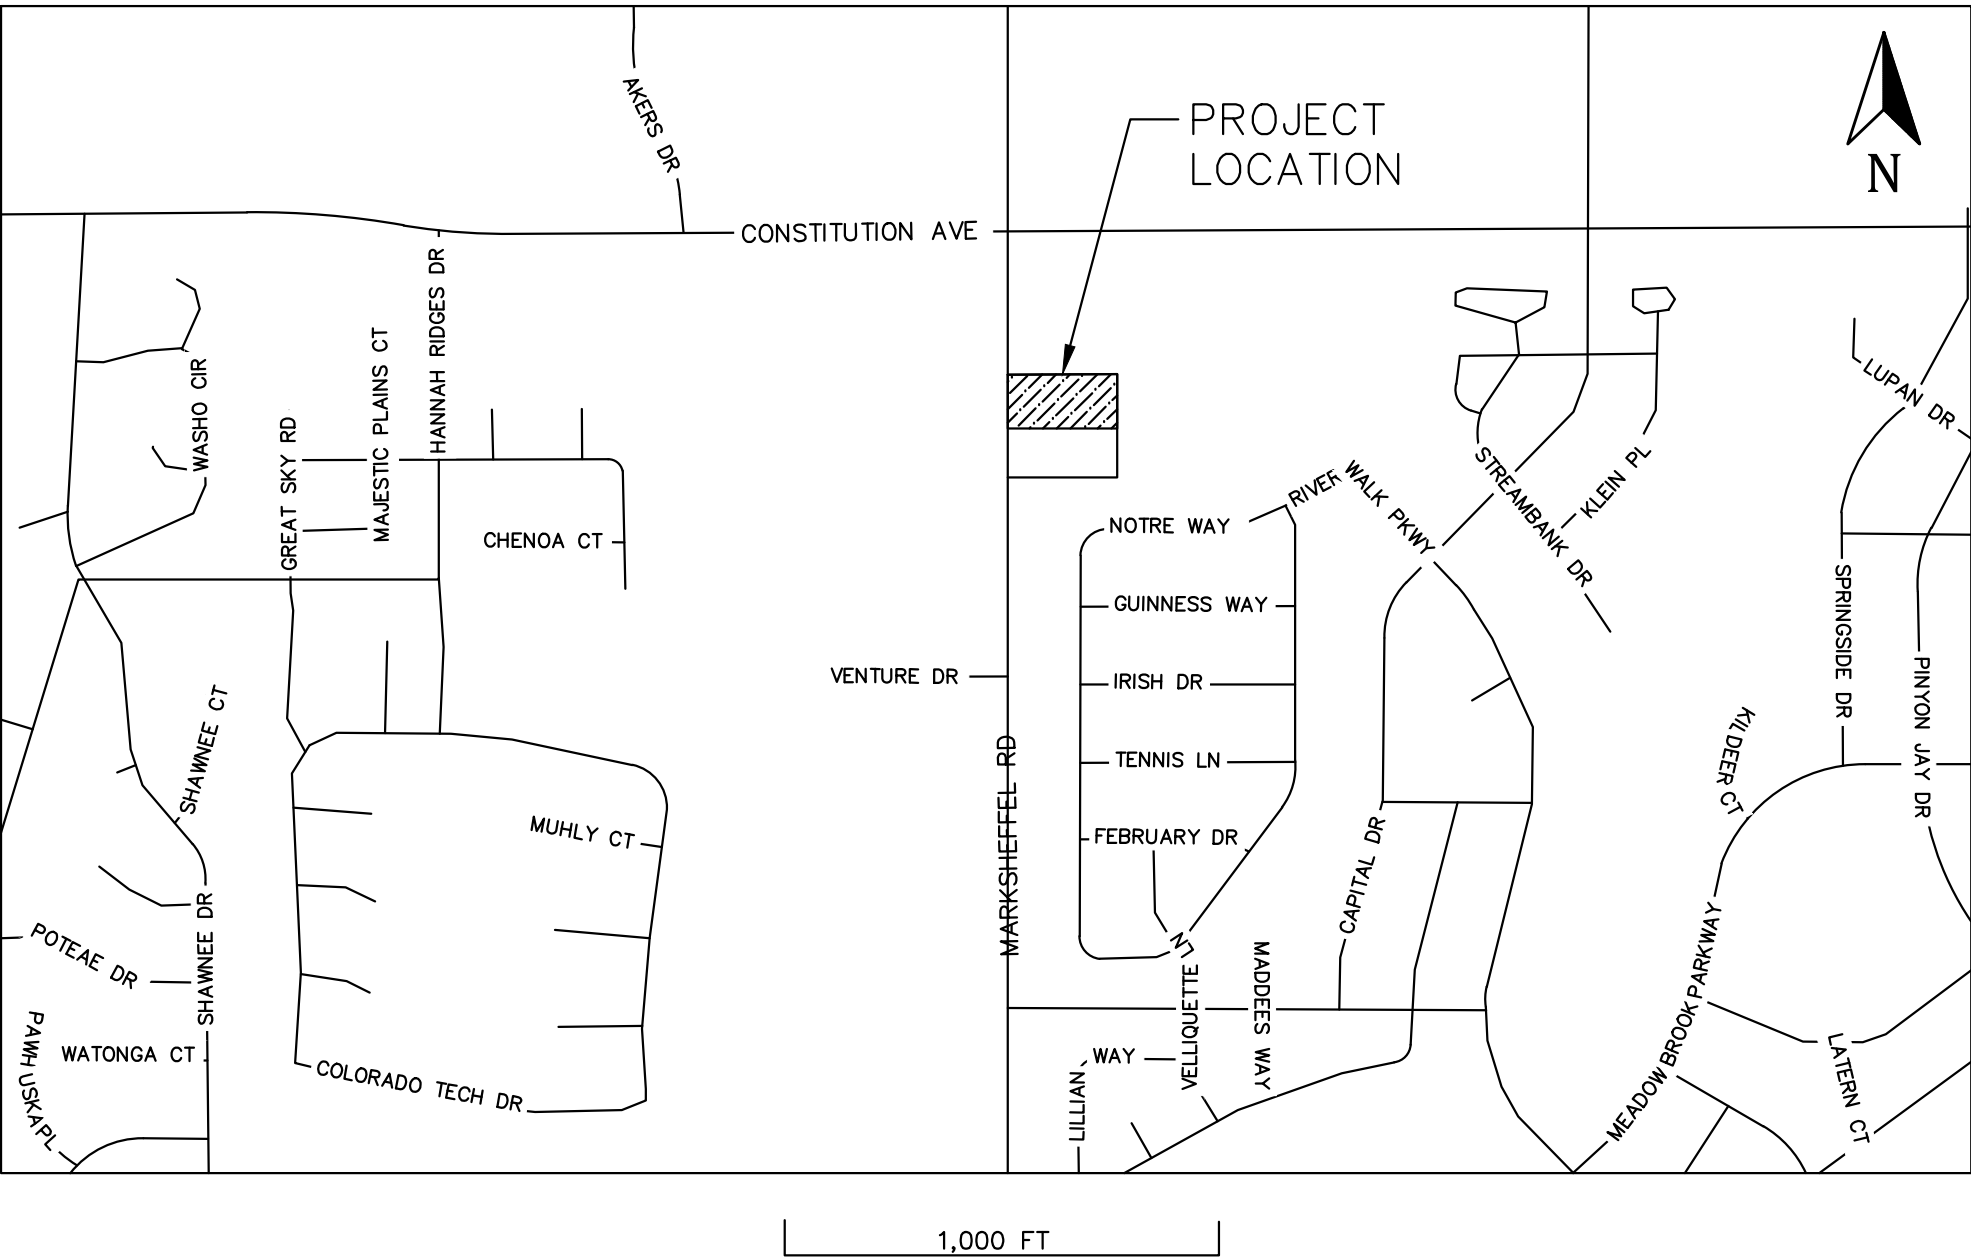 PROJECT
LOCATION
N
AKERS DR
CONSTITUTION AVE
HANNAH RIDGES DR
MAJESTIC PLAINS CT
WASHO CIR
GREAT SKY RD
CHENOA CT
LUPAN DR
STREAMBANK DR
KLEIN PL
RIVER WALK PKWY
NOTRE WAY
GUINNESS WAY
IRISH DR
TENNIS LN
FEBRUARY DR
VENTURE DR
MARKSHEFFEL RD
SPRINGSIDE DR
PINYON JAY DR
KILDEER CT
SHAWNEE CT
MUHLY CT
CAPITAL DR
SHAWNEE DR
POTEAE DR
PAWHUSKA PL
WATONGA CT
COLORADO TECH DR
VELLIQUETTE LN
MADDEES WAY
LILLIAN WAY
MEADOWBROOK PARKWAY
LATERN CT
1,000 FT